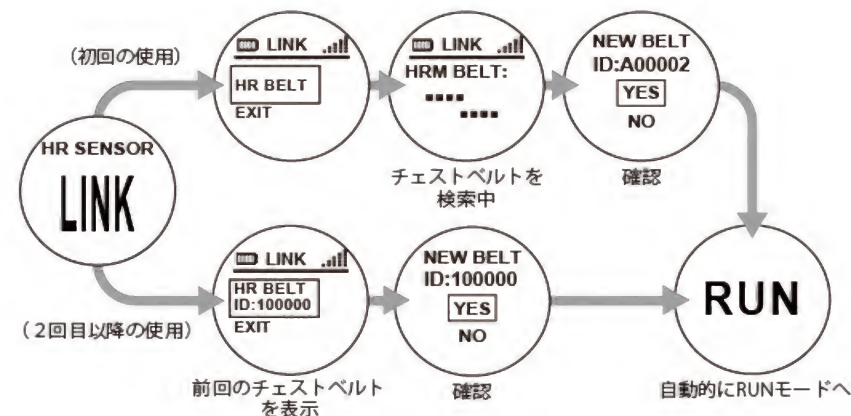 (初回の使用)
LINK
HR BELT
EXIT
LINK
HRM BELT:
NEW BELT
ID:A00002
YES
NO
チェストベルトを
検索中
確認
HR SENSOR
LINK
LINK
HR BELT
ID:100000
EXIT
NEW BELT
ID:100000
YES
NO
RUN
(2回目以降の使用)
前回のチェストベルト
を表示
確認
自動的にRUNモードへ